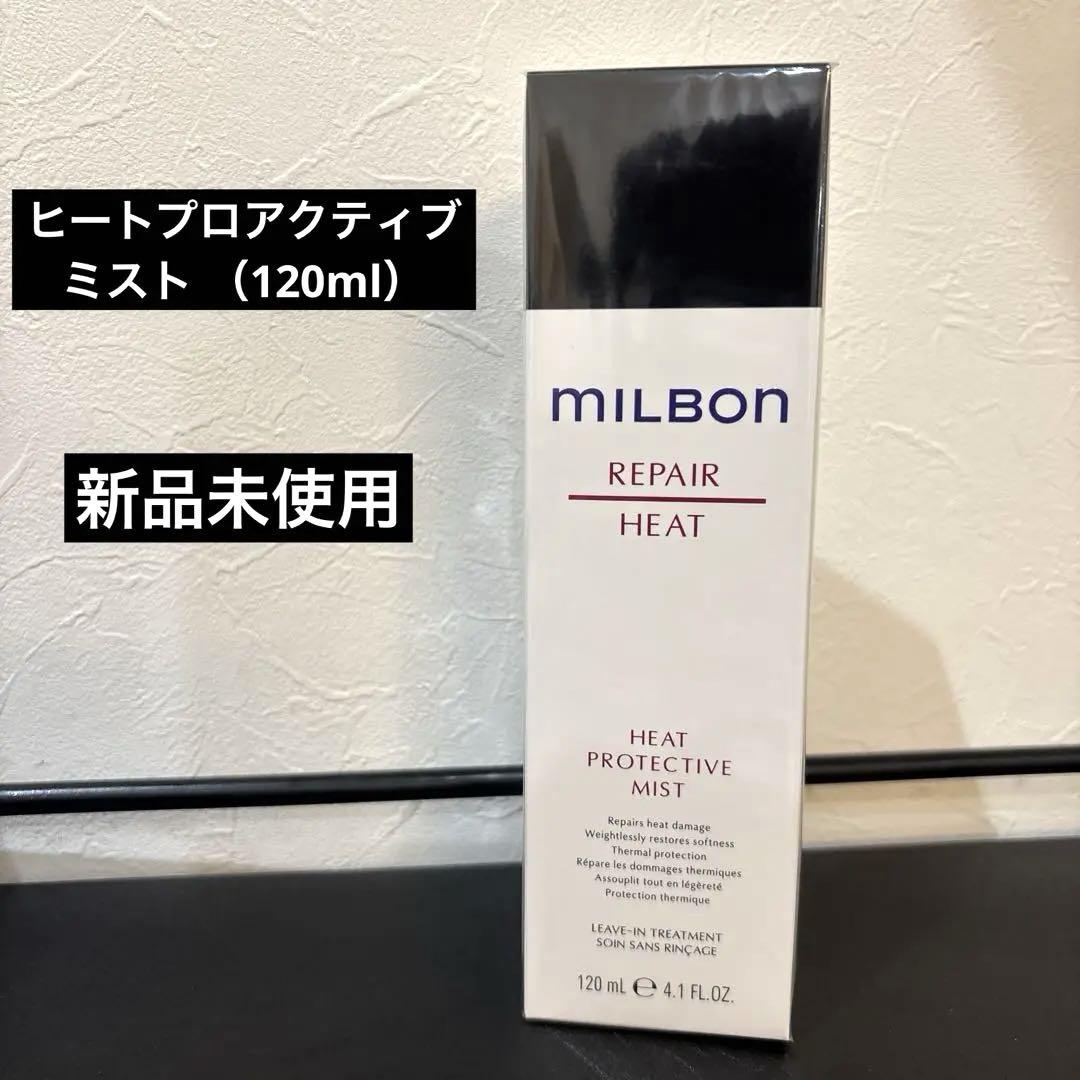 ヒートプロアクティブ
ミスト （120ml）
新品未使用
MILBON
REPAIR
HEAT
HEAT
PROTECTIVE
MIST
Repairs heat damage
Weightlessly restores softness
Thermal protection
Répare les dommages thermiques
Assouplit tout en légèreté
Protection thermique
LEAVE-IN TREATMENT
SOIN SANS RINÇAGE
120 mL ℮ 4.1 FL.OZ.